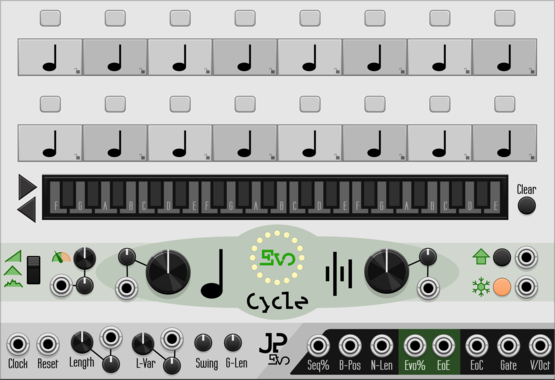 F G A B C D E F G A B C D E F G A B C D E
Clear
Evo
Cycle
Clock Reset Length L-Var Swing G-Len JP Evo Seq% B-Pos N-Len Evo% EoE EoC Gate V/Oct